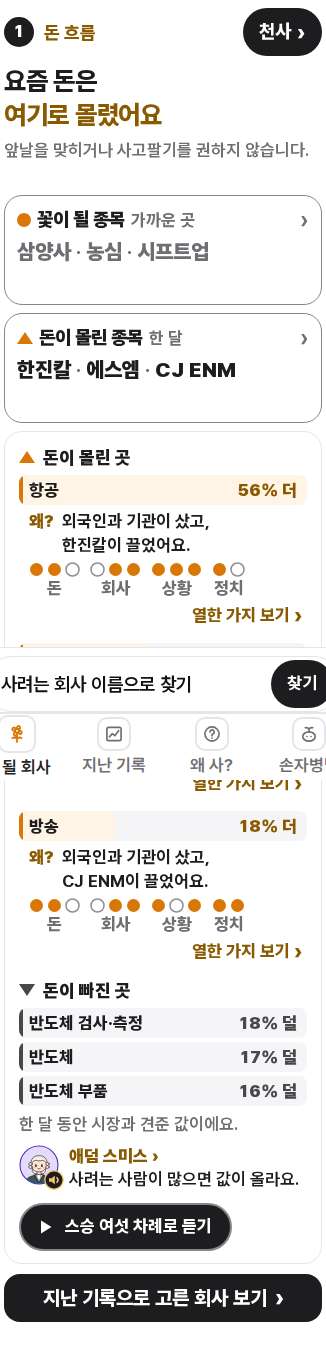 1 돈 흐름
천사 ›
요즘 돈은
여기로 몰렸어요
앞날을 맞히거나 사고팔기를 권하지 않습니다.
꽃이 될 종목 가까운 곳 ›
삼양사 · 농심 · 시프트업
돈이 몰린 종목 한 달 ›
한진칼 · 에스엠 · CJ ENM
▲ 돈이 몰린 곳
항공 56% 더
왜? 외국인과 기관이 샀고,
한진칼이 끌었어요.
돈 회사 상황 정치
열한 가지 보기 ›
사려는 회사 이름으로 찾기 찾기
될 회사 지난 기록 왜 사? 손자병
열한 가지 보기 ›
방송 18% 더
왜? 외국인과 기관이 샀고,
CJ ENM이 끌었어요.
돈 회사 상황 정치
열한 가지 보기 ›
▼ 돈이 빠진 곳
반도체 검사·측정 18% 덜
반도체 17% 덜
반도체 부품 16% 덜
한 달 동안 시장과 견준 값이에요.
애덤 스미스 ›
사려는 사람이 많으면 값이 올라요.
▶ 스승 여섯 차례로 듣기
지난 기록으로 고른 회사 보기 ›